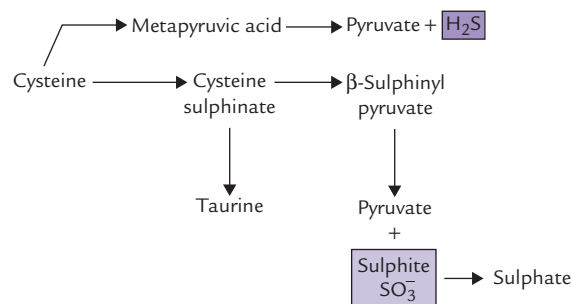 Metapyruvic acid Pyruvate + H₂S
Cysteine Cysteine β-Sulphinyl
sulphinate pyruvate
Taurine Pyruvate
+
Sulphite Sulphate
SO₃⁻